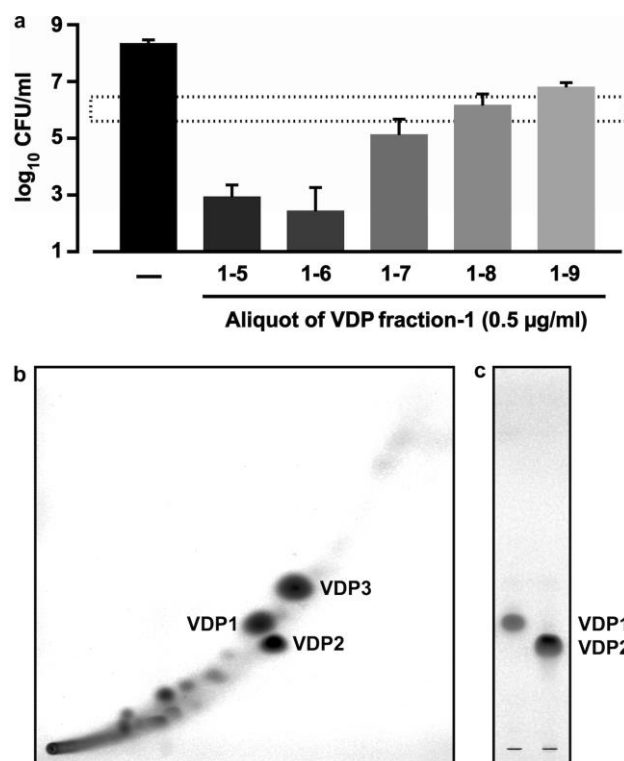 a
9
7
5
3
1
log10 CFU/ml
— 1-5 1-6 1-7 1-8 1-9
Aliquot of VDP fraction-1 (0.5 µg/ml)
b
VDP3
VDP1
VDP2
c
VDP1
VDP2